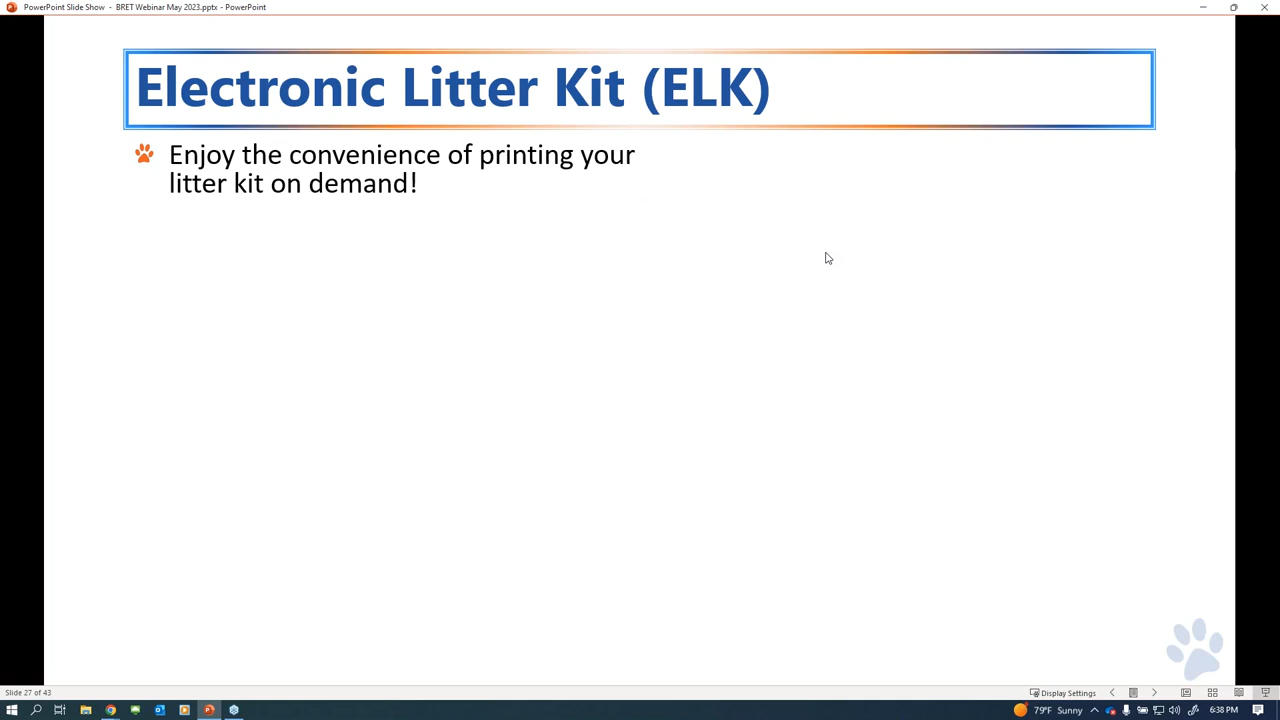 PowerPoint Slide Show - BRET Webinar May 2023.pptx - PowerPoint
Electronic Litter Kit (ELK)
Enjoy the convenience of printing your
litter kit on demand!
Slide 27 of 43
Display Settings
79°F Sunny
6:38 PM